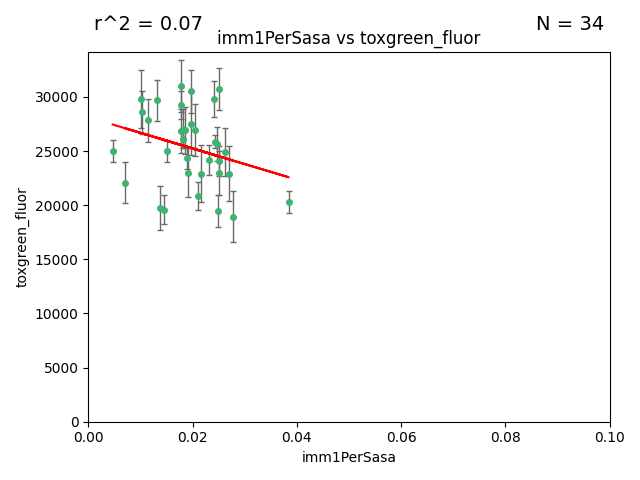 r^2 = 0.07
N = 34
imm1PerSasa vs toxgreen_fluor
30000
25000
20000
15000
10000
5000
0
toxgreen_fluor
0.00 0.02 0.04 0.06 0.08 0.10
imm1PerSasa